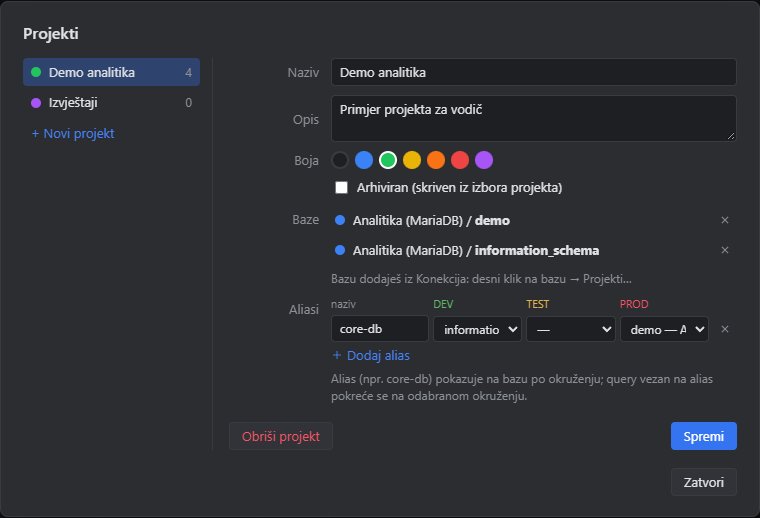 Projekti
Demo analitika 4
Izvještaji 0
+ Novi projekt
Naziv Demo analitika
Opis Primjer projekta za vodič
Boja
Arhiviran (skriven iz izbora projekta)
Baze Analitika (MariaDB) / demo ×
Analitika (MariaDB) / information_schema ×
Bazu dodaješ iz Konekcija: desni klik na bazu → Projekti...
Aliasi naziv DEV TEST PROD
core-db informatio — demo — A ×
+ Dodaj alias
Alias (npr. core-db) pokazuje na bazu po okruženju; query vezan na alias
pokreće se na odabranom okruženju.
Obriši projekt Spremi
Zatvori